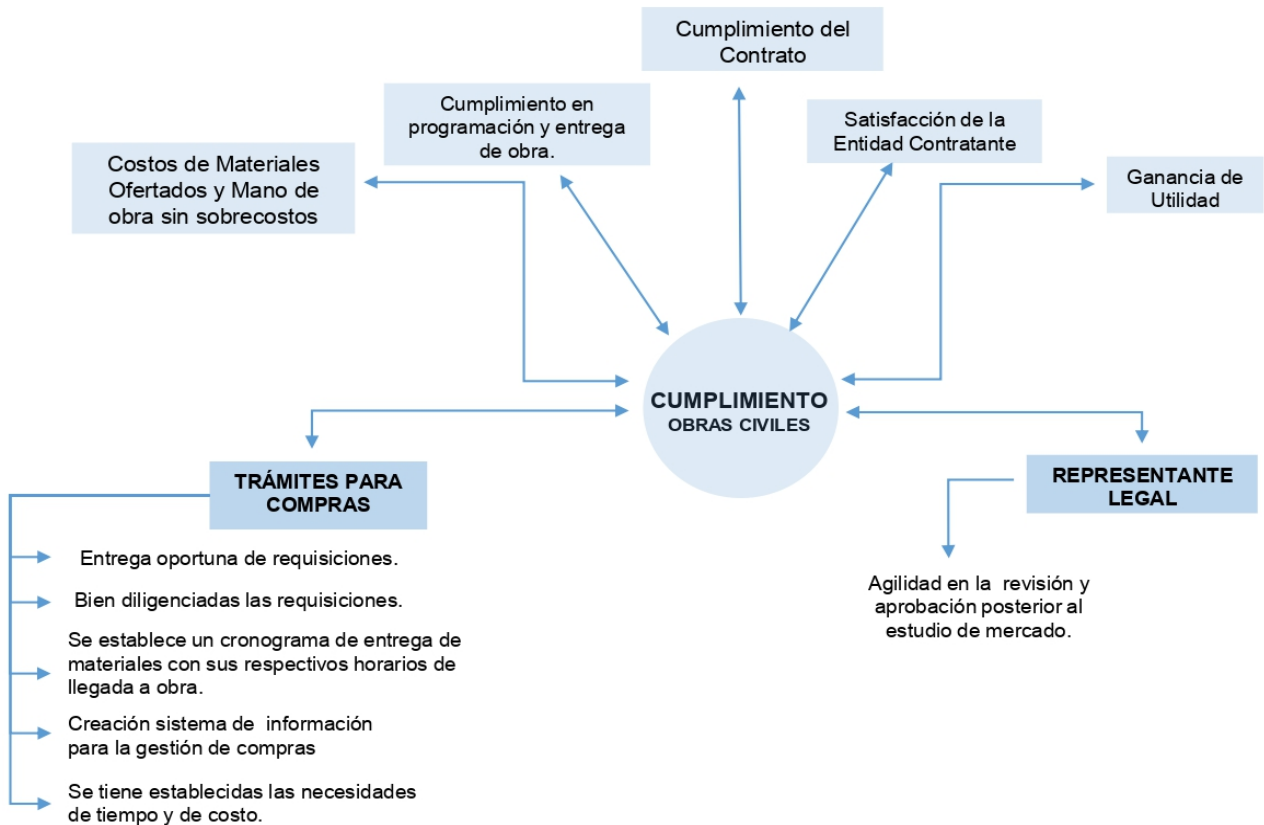 Cumplimiento del
Contrato
Cumplimiento en
programación y entrega
de obra.
Satisfacción de la
Entidad Contratante
Costos de Materiales
Ofertados y Mano de
obra sin sobrecostos
Ganancia de
Utilidad
CUMPLIMIENTO
OBRAS CIVILES
TRÁMITES PARA
COMPRAS
REPRESENTANTE
LEGAL
Entrega oportuna de requisiciones.
Bien diligenciadas las requisiciones.
Se establece un cronograma de entrega de
materiales con sus respectivos horarios de
llegada a obra.
Creación sistema de información
para la gestión de compras
Se tiene establecidas las necesidades
de tiempo y de costo.
Agilidad en la revisión y
aprobación posterior al
estudio de mercado.